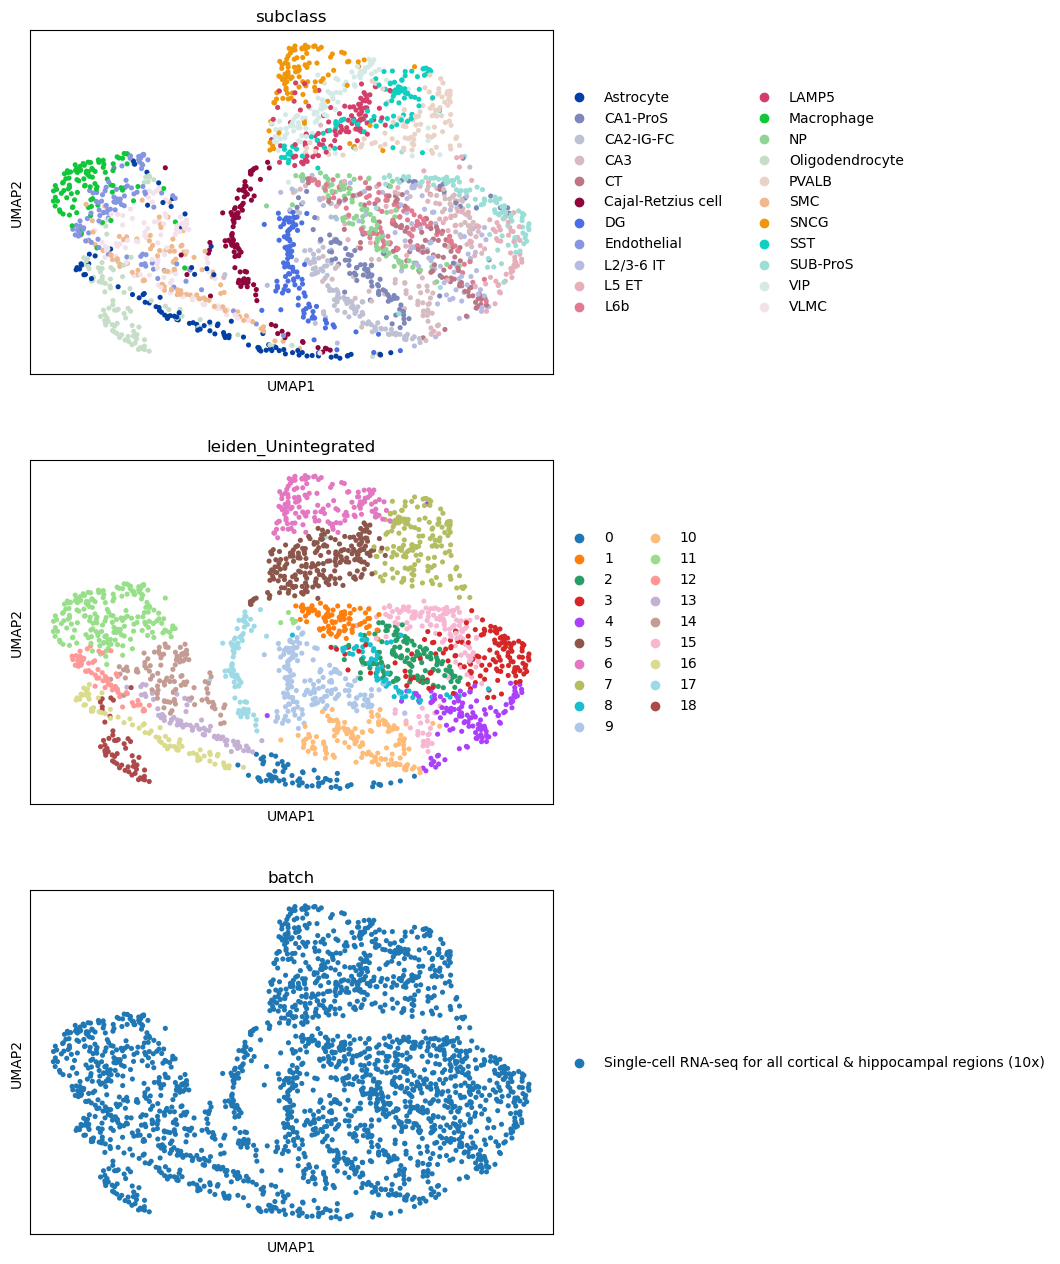 subclass
UMAP2
UMAP1
Astrocyte
CA1-ProS
CA2-IG-FC
CA3
CT
Cajal-Retzius cell
DG
Endothelial
L2/3-6 IT
L5 ET
L6b
LAMP5
Macrophage
NP
Oligodendrocyte
PVALB
SMC
SNCG
SST
SUB-ProS
VIP
VLMC
leiden_Unintegrated
UMAP2
UMAP1
0
1
2
3
4
5
6
7
8
9
10
11
12
13
14
15
16
17
18
batch
UMAP2
UMAP1
Single-cell RNA-seq for all cortical & hippocampal regions (10x)